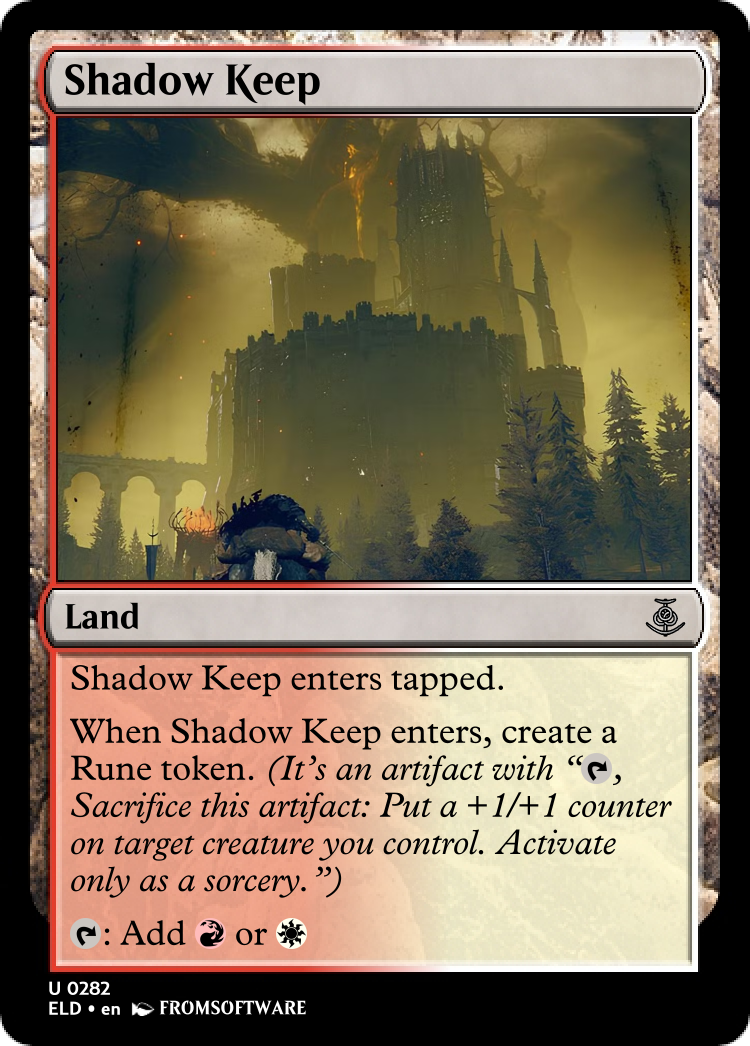 Shadow Keep
Land
Shadow Keep enters tapped.
When Shadow Keep enters, create a
Rune token. (It's an artifact with “,
Sacrifice this artifact: Put a +1/+1 counter
on target creature you control. Activate
only as a sorcery.”)
: Add or
U 0282
ELD • en FROMSOFTWARE